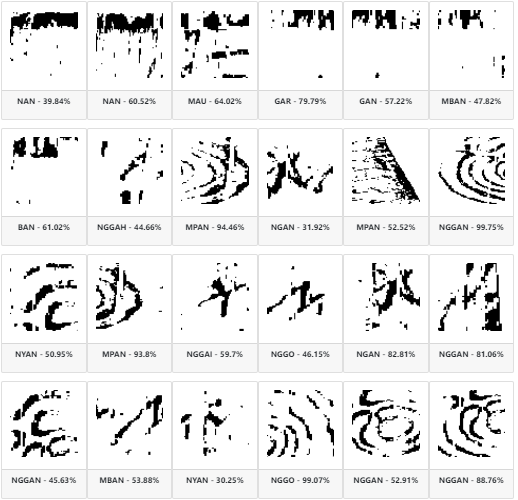 NAN - 39.84% NAN - 60.52% MAU - 64.02% GAR - 79.79% GAN - 57.22% MBAN - 47.82%
BAN - 61.02% NGGAH - 44.66% MPAN - 94.46% NGAN - 31.92% MPAN - 52.52% NGGAN - 99.75%
NYAN - 50.95% MPAN - 93.8% NGGAI - 59.7% NGGO - 46.15% NGAN - 82.81% NGGAN - 81.06%
NGGAN - 45.63% MBAN - 53.88% NYAN - 30.25% NGGO - 99.07% NGGAN - 52.91% NGGAN - 88.76%